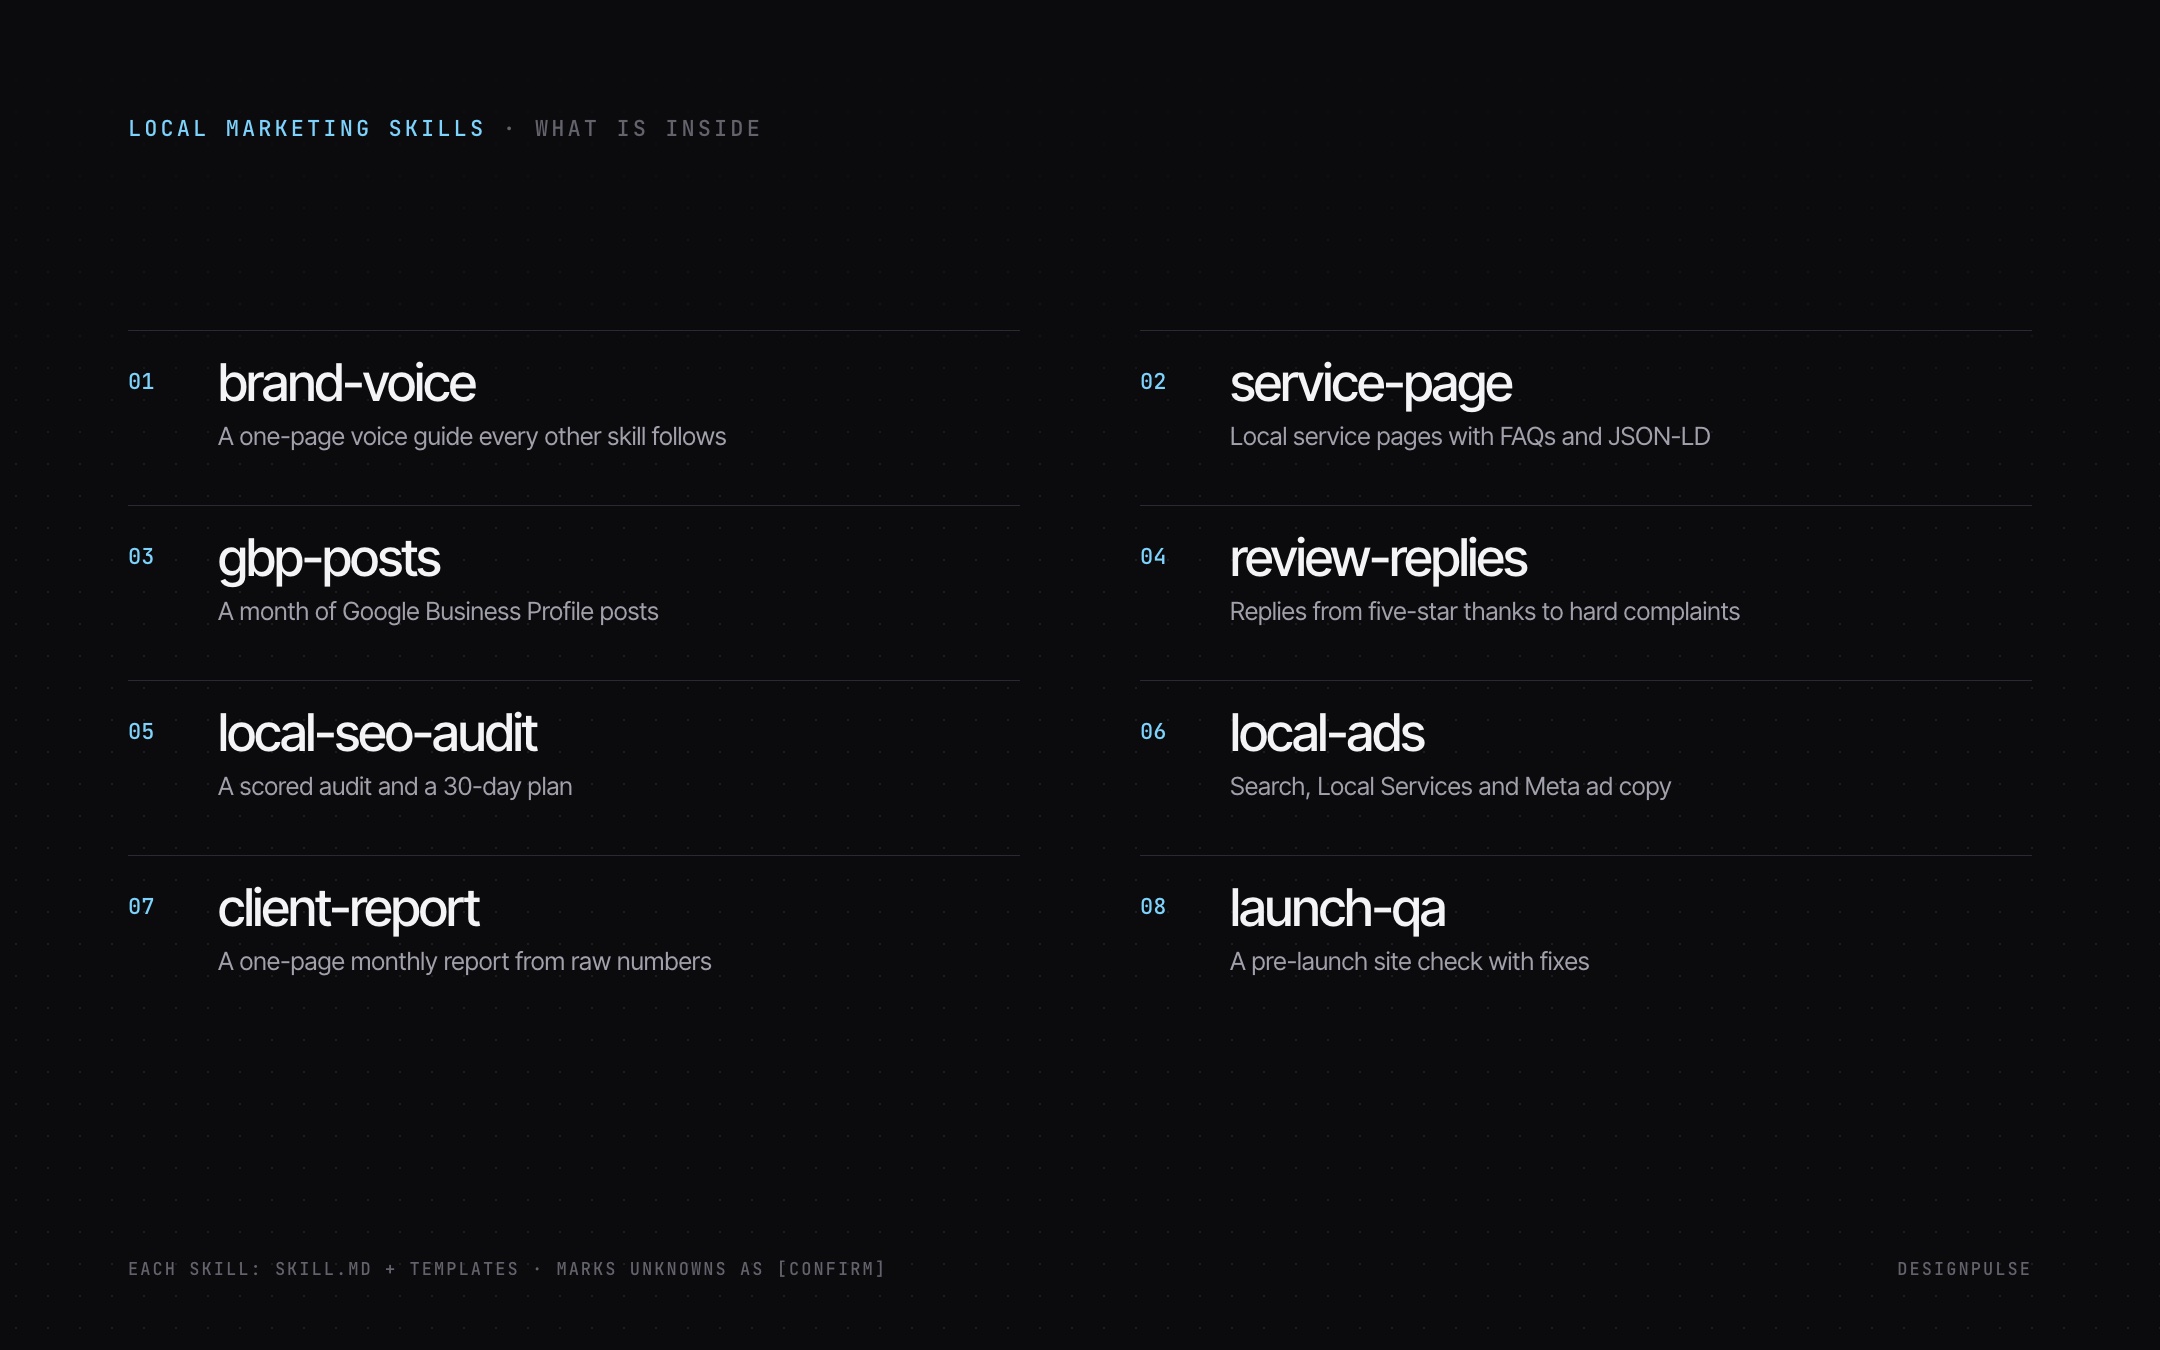 LOCAL MARKETING SKILLS · WHAT IS INSIDE
01
brand-voice
A one-page voice guide every other skill follows
02
service-page
Local service pages with FAQs and JSON-LD
03
gbp-posts
A month of Google Business Profile posts
04
review-replies
Replies from five-star thanks to hard complaints
05
local-seo-audit
A scored audit and a 30-day plan
06
local-ads
Search, Local Services and Meta ad copy
07
client-report
A one-page monthly report from raw numbers
08
launch-qa
A pre-launch site check with fixes
EACH SKILL: SKILL.MD + TEMPLATES · MARKS UNKNOWNS AS [CONFIRM]
DESIGNPULSE